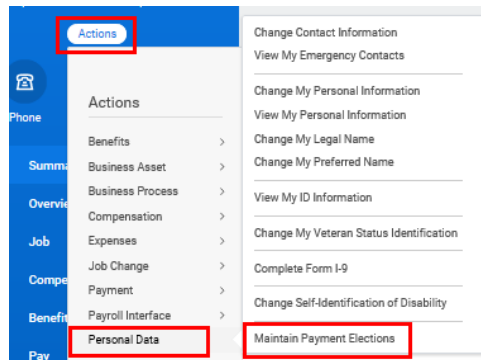 Actions
Phone
Summa
Overvie
Job
Compe
Benefit
Pay
Actions
Benefits
Business Asset
Business Process
Compensation
Expenses
Job Change
Payment
Payroll Interface
Personal Data
Change Contact Information
View My Emergency Contacts
Change My Personal Information
View My Personal Information
Change My Legal Name
Change My Preferred Name
View My ID Information
Change My Veteran Status Identification
Complete Form I-9
Change Self-Identification of Disability
Maintain Payment Elections